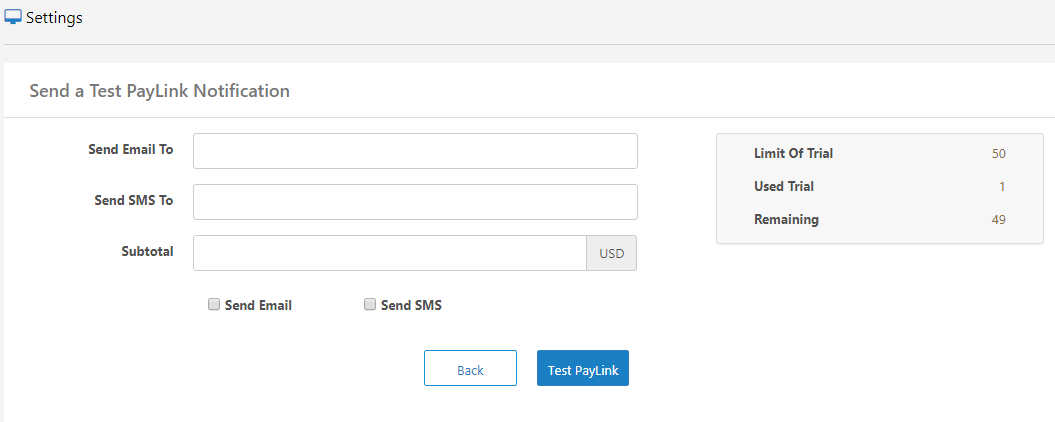 Settings
Send a Test PayLink Notification
Send Email To
Send SMS To
Subtotal
USD
Send Email
Send SMS
Back
Test PayLink
Limit Of Trial 50
Used Trial 1
Remaining 49